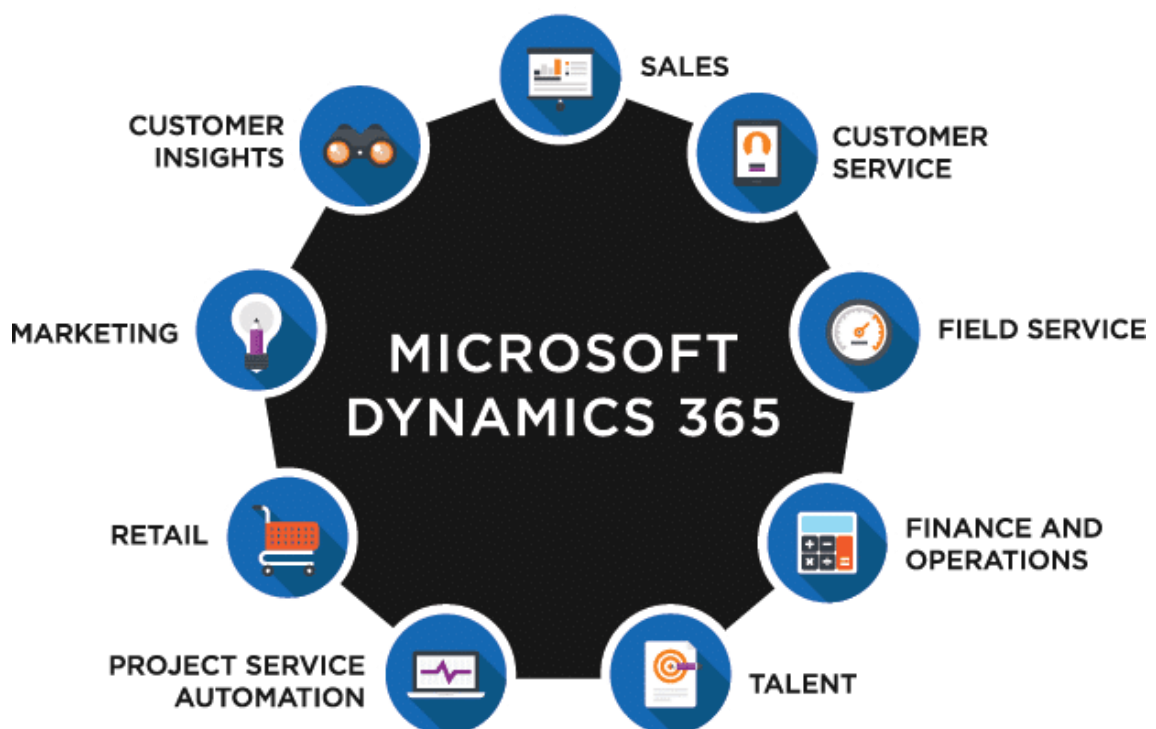 SALES
CUSTOMER
SERVICE
FIELD SERVICE
FINANCE AND
OPERATIONS
TALENT
PROJECT SERVICE
AUTOMATION
RETAIL
MARKETING
CUSTOMER
INSIGHTS
MICROSOFT
DYNAMICS 365